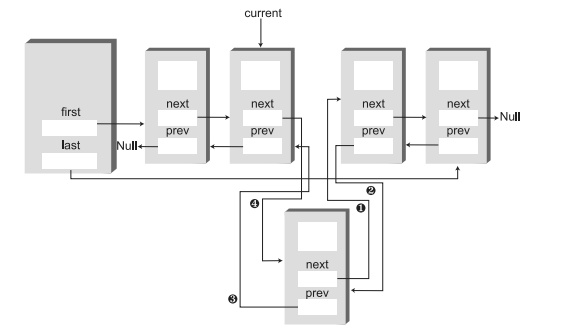 current
first
last
next
prev
Null
next
prev
next
prev
next
prev
Null
❷
❹
❶
next
prev
❸